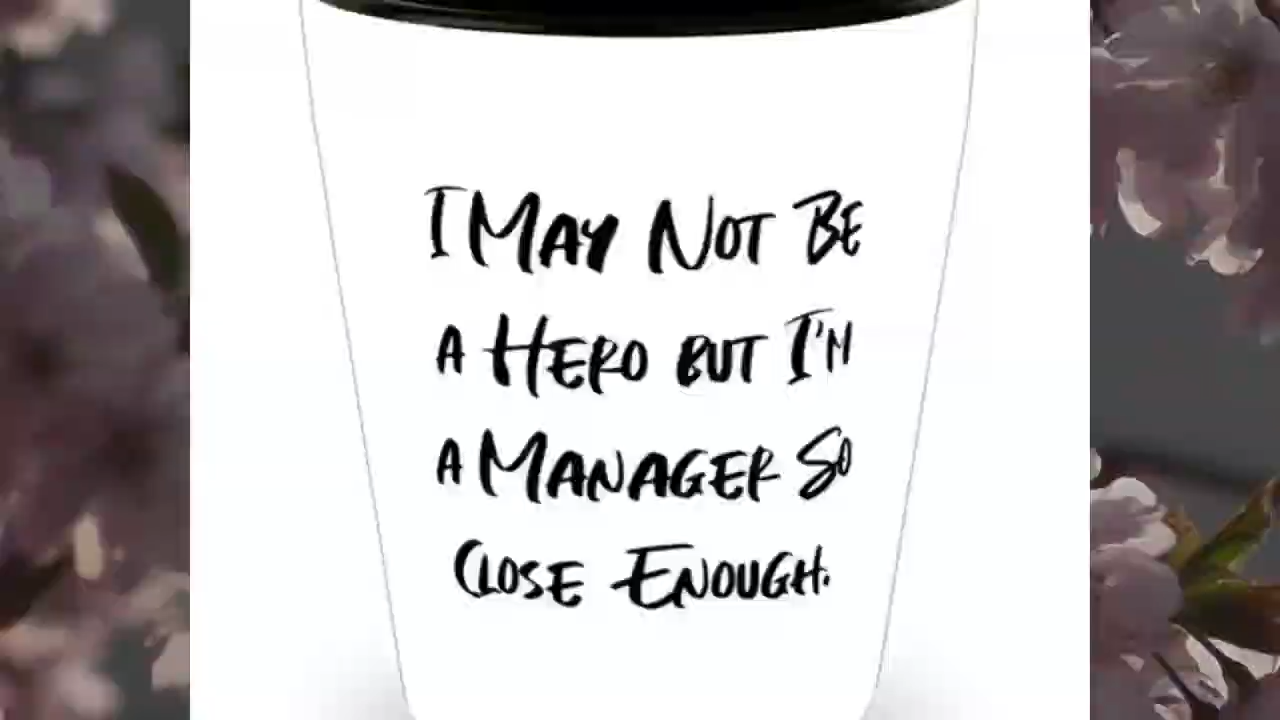 I MAY NOT BE
A HERO BUT I'M
A MANAGER SO
CLOSE ENOUGH.